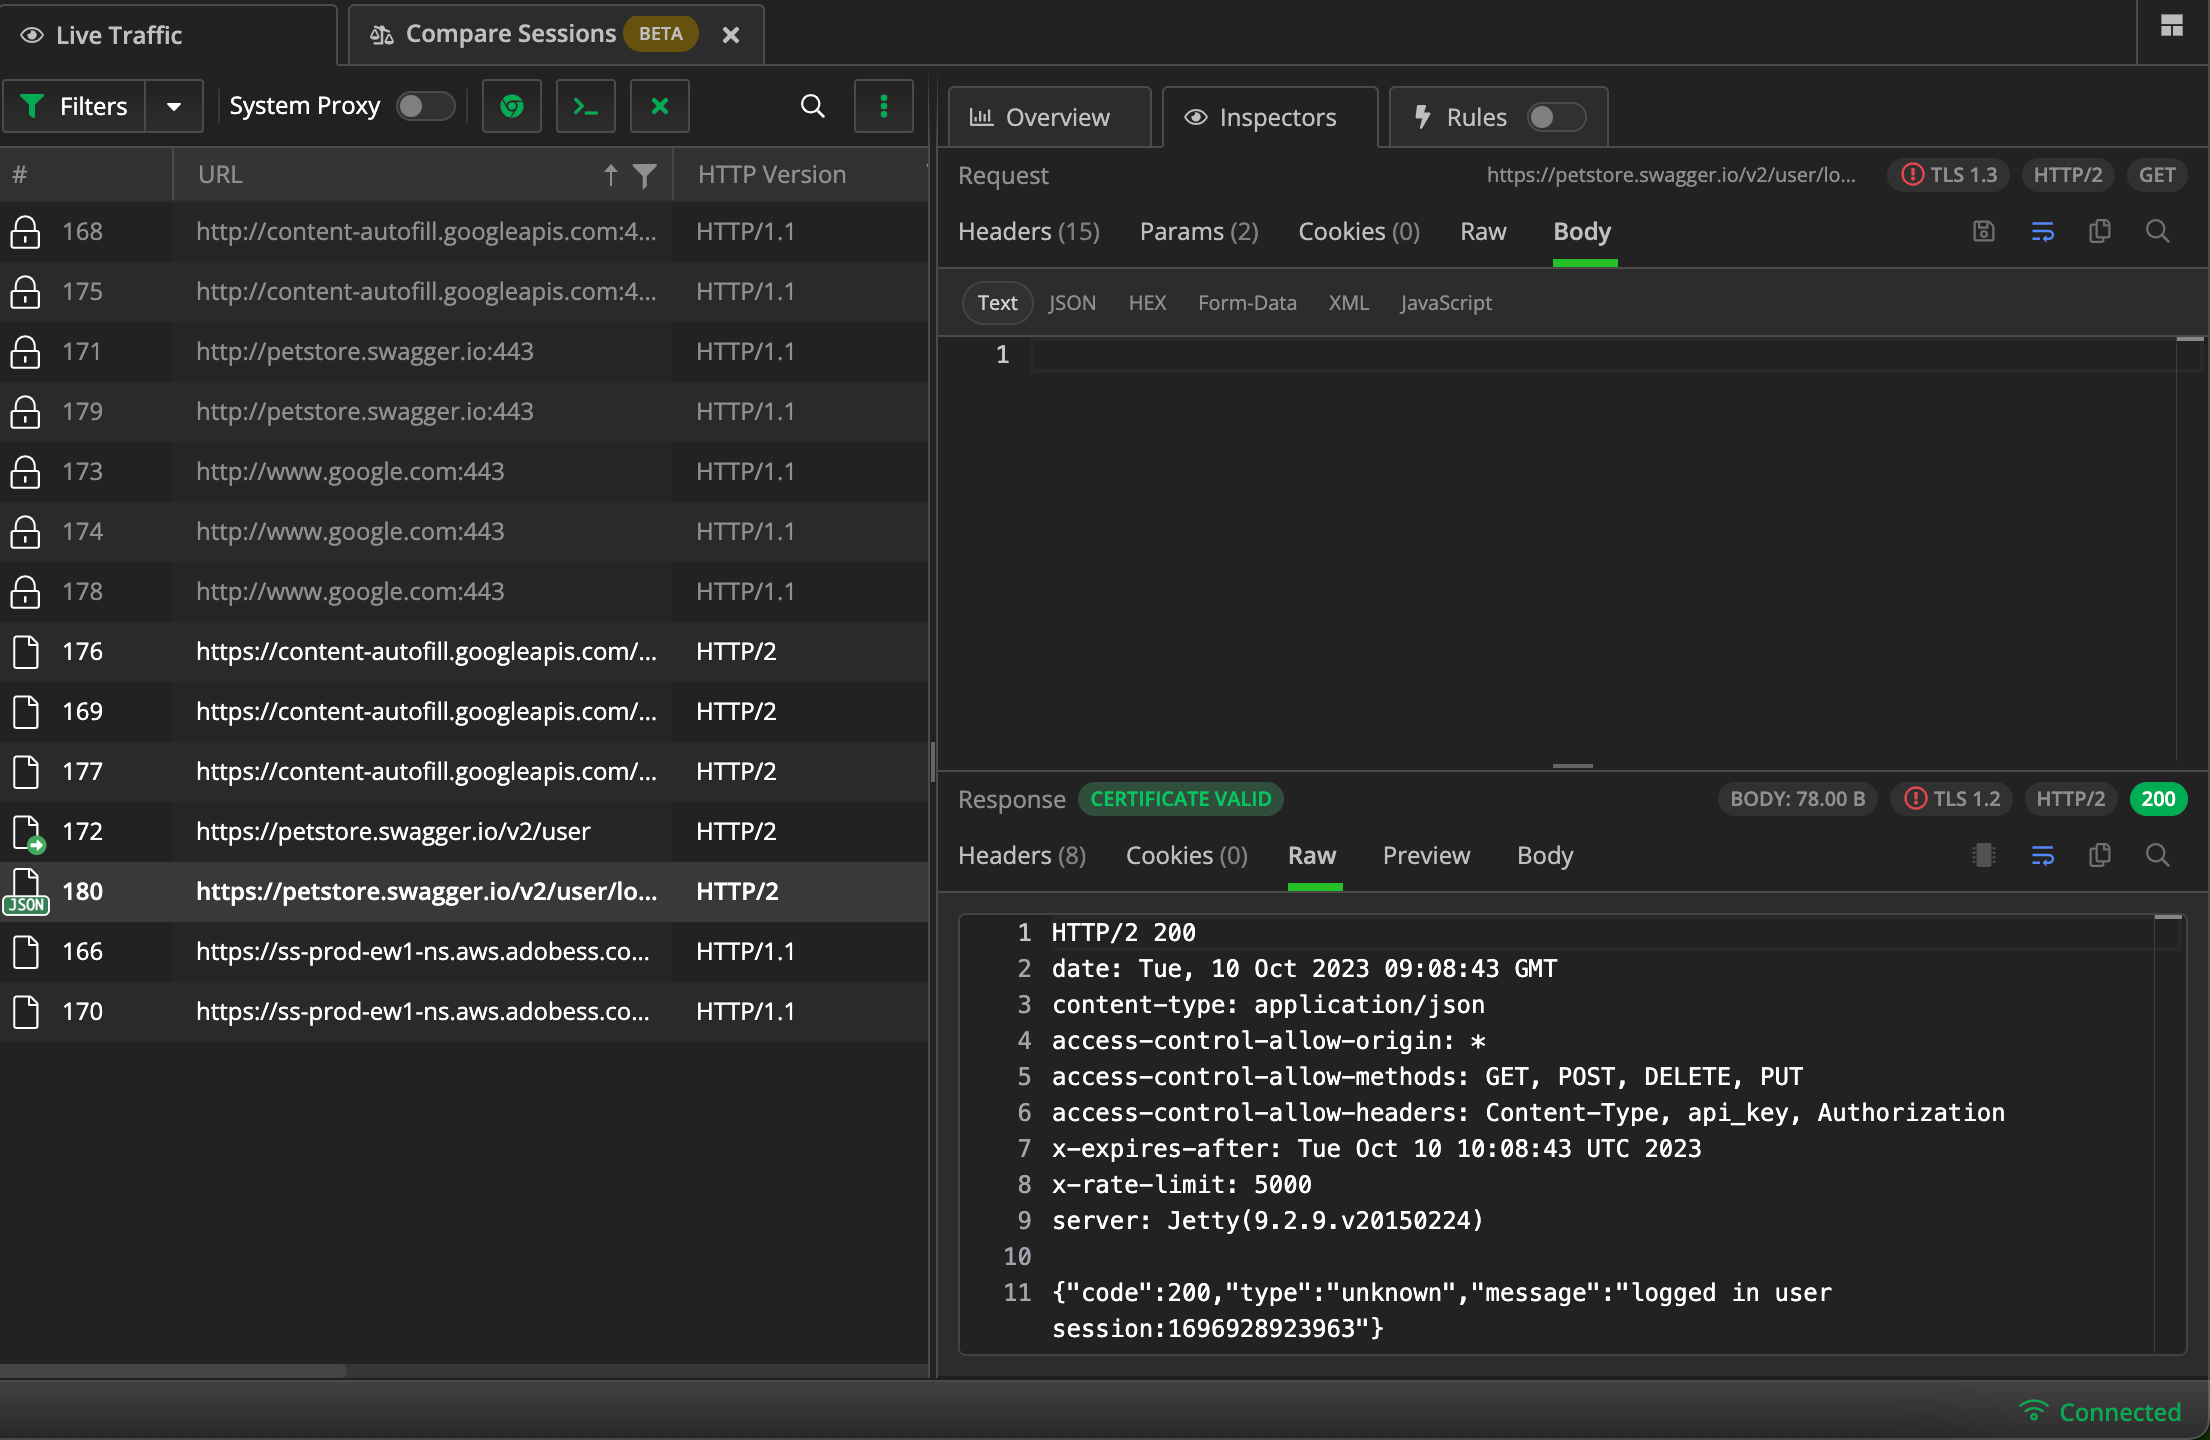 Live Traffic
Compare Sessions BETA
Filters
System Proxy
# URL HTTP Version
168 http://content-autofill.googleapis.com:4... HTTP/1.1
175 http://content-autofill.googleapis.com:4... HTTP/1.1
171 http://petstore.swagger.io:443 HTTP/1.1
179 http://petstore.swagger.io:443 HTTP/1.1
173 http://www.google.com:443 HTTP/1.1
174 http://www.google.com:443 HTTP/1.1
178 http://www.google.com:443 HTTP/1.1
176 https://content-autofill.googleapis.com/... HTTP/2
169 https://content-autofill.googleapis.com/... HTTP/2
177 https://content-autofill.googleapis.com/... HTTP/2
172 https://petstore.swagger.io/v2/user HTTP/2
JSON 180 https://petstore.swagger.io/v2/user/lo... HTTP/2
166 https://ss-prod-ew1-ns.aws.adobess.co... HTTP/1.1
170 https://ss-prod-ew1-ns.aws.adobess.co... HTTP/1.1
Overview Inspectors Rules
Request https://petstore.swagger.io/v2/user/lo... TLS 1.3 HTTP/2 GET
Headers (15) Params (2) Cookies (0) Raw Body
Text JSON HEX Form-Data XML JavaScript
1
Response CERTIFICATE VALID BODY: 78.00 B TLS 1.2 HTTP/2 200
Headers (8) Cookies (0) Raw Preview Body
1 HTTP/2 200
2 date: Tue, 10 Oct 2023 09:08:43 GMT
3 content-type: application/json
4 access-control-allow-origin: *
5 access-control-allow-methods: GET, POST, DELETE, PUT
6 access-control-allow-headers: Content-Type, api_key, Authorization
7 x-expires-after: Tue Oct 10 10:08:43 UTC 2023
8 x-rate-limit: 5000
9 server: Jetty(9.2.9.v20150224)
10
11 {"code":200,"type":"unknown","message":"logged in user
session:1696928923963"}
Connected